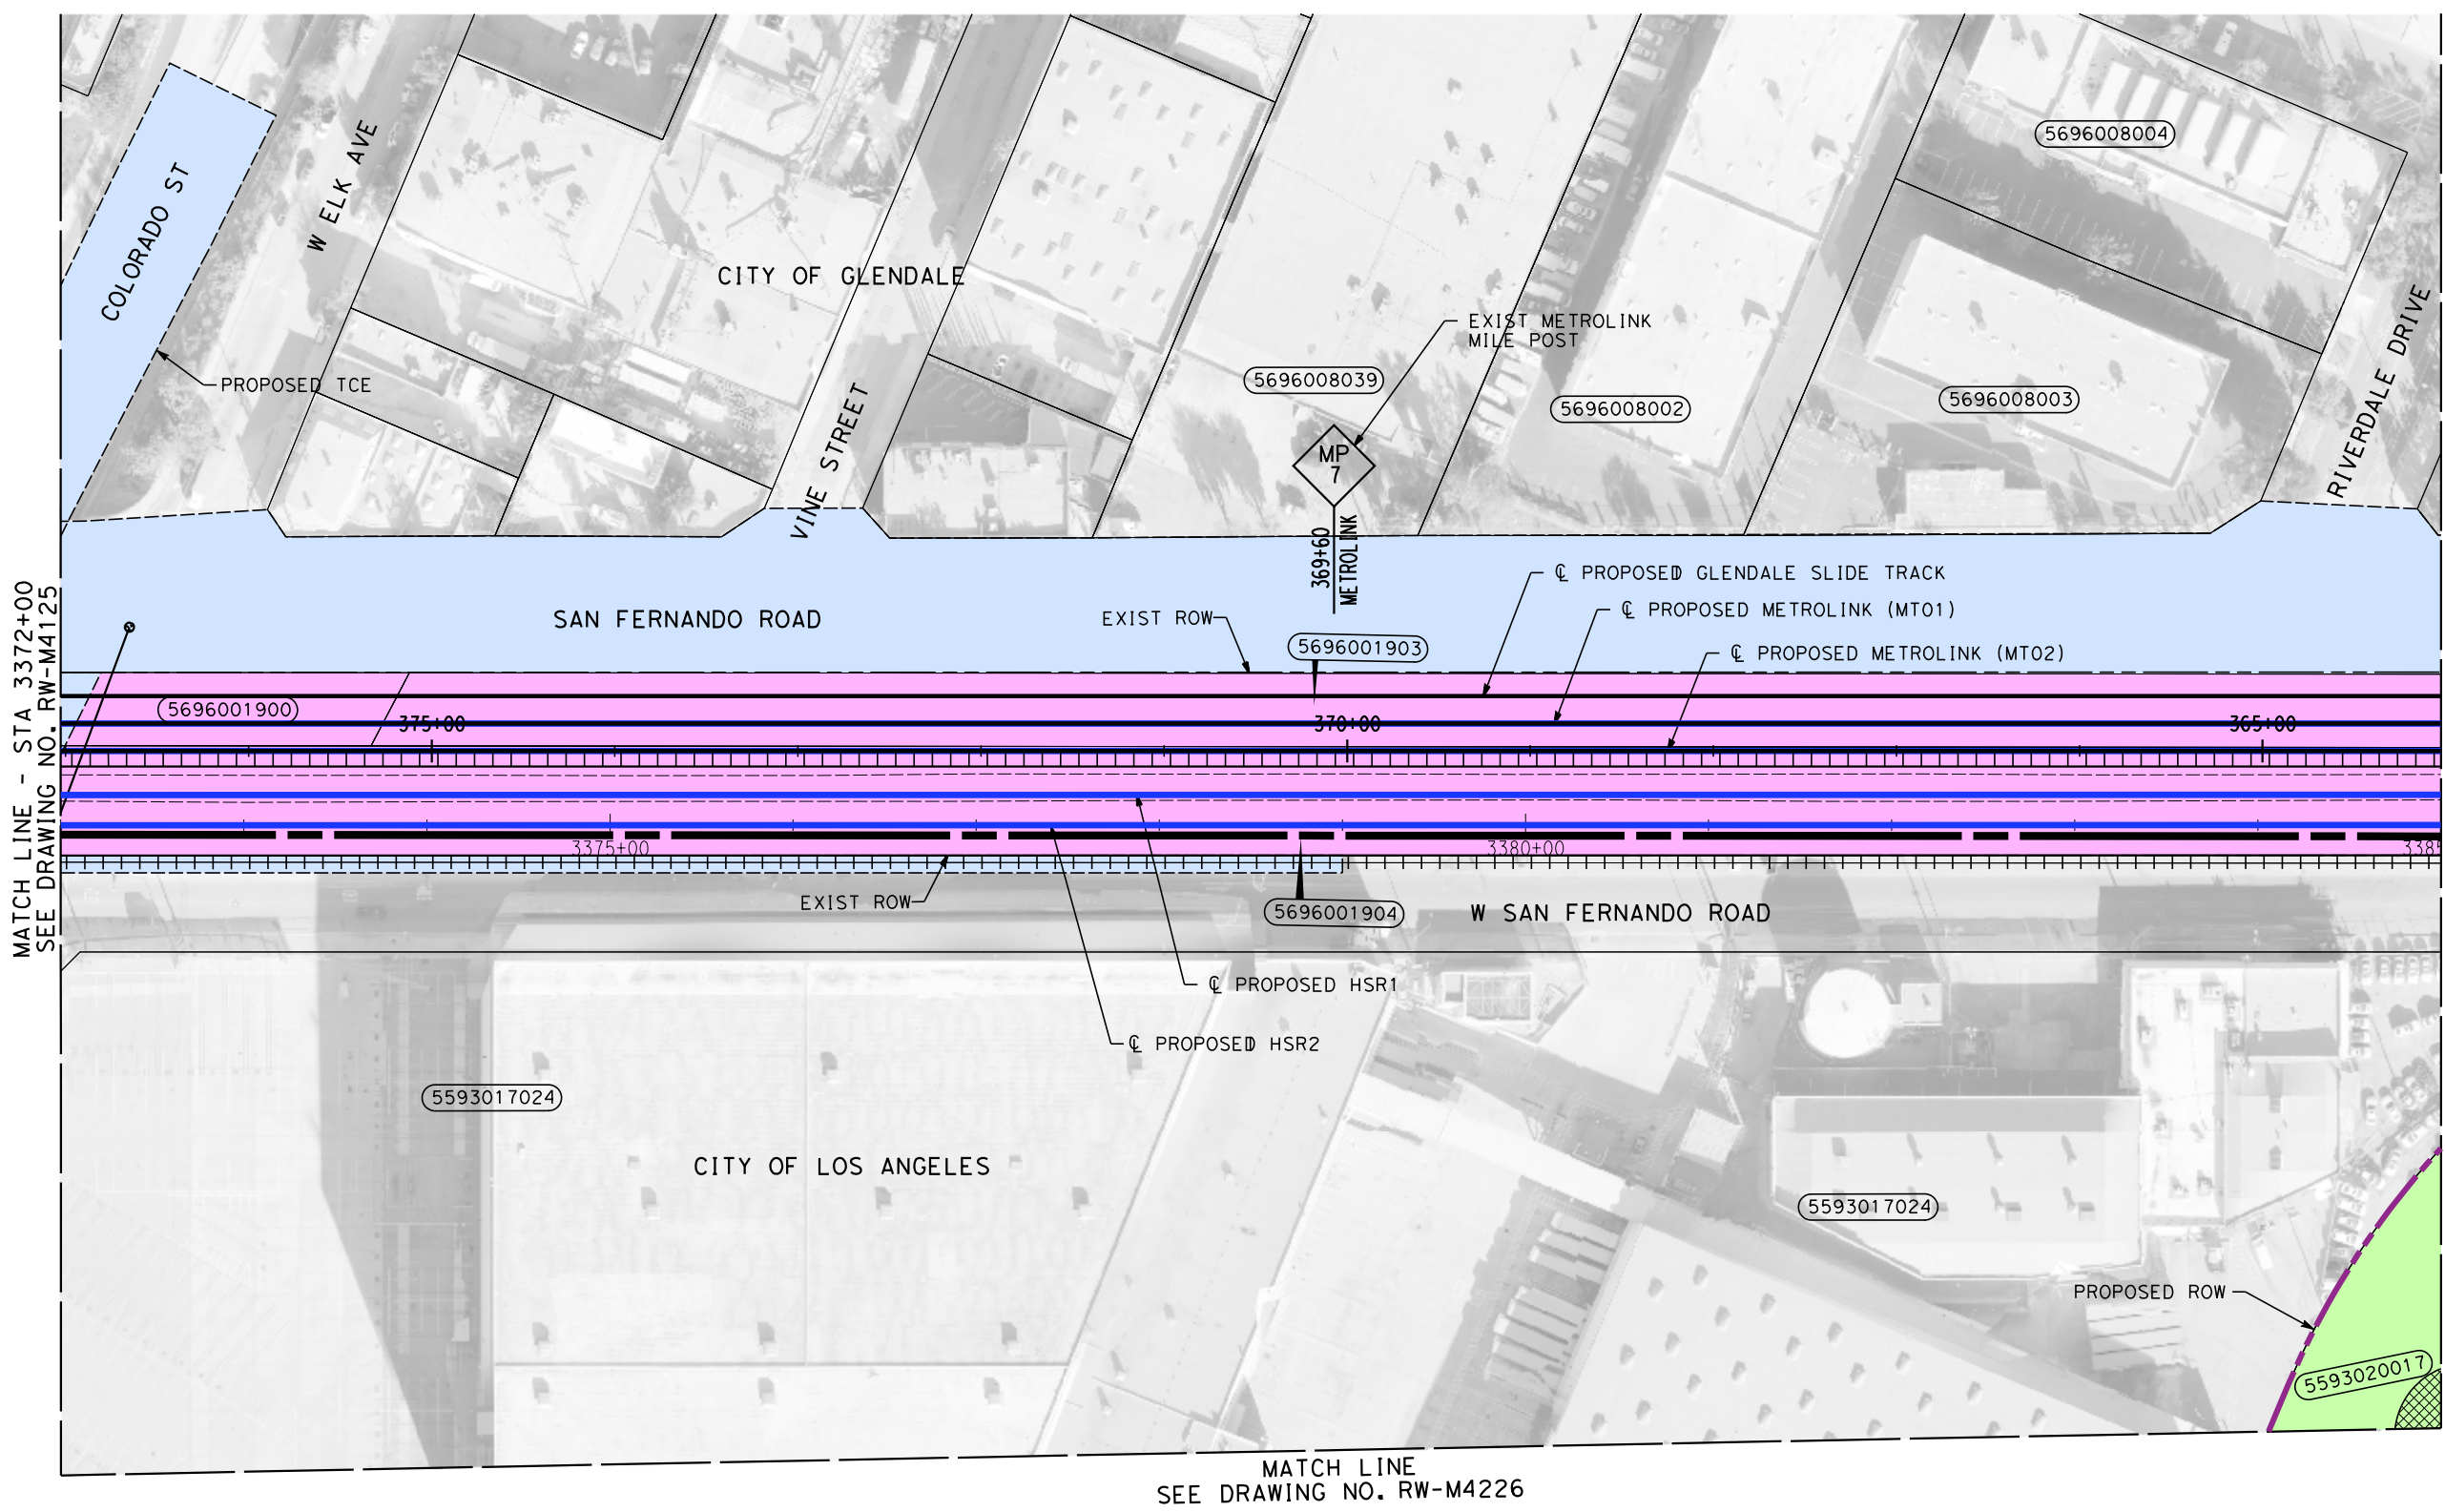 5696008004
COLORADO ST
W ELK AVE
CITY OF GLENDALE
EXIST METROLINK
MILE POST
RIVERDALE DRIVE
PROPOSED TCE
5696008039
5696008002
5696008003
VINE STREET
MP
7
369+60
METROLINK
℄ PROPOSED GLENDALE SLIDE TRACK
℄ PROPOSED METROLINK (MT01)
℄ PROPOSED METROLINK (MT02)
SAN FERNANDO ROAD
EXIST ROW
5696001903
MATCH LINE - STA 3372+00
SEE DRAWING NO. RW-M4125
5696001900
375+00
370+00
365+00
3375+00
3380+00
338
EXIST ROW
5696001904
W SAN FERNANDO ROAD
℄ PROPOSED HSR1
℄ PROPOSED HSR2
5593017024
CITY OF LOS ANGELES
5593017024
PROPOSED ROW
5593020017
MATCH LINE
SEE DRAWING NO. RW-M4226